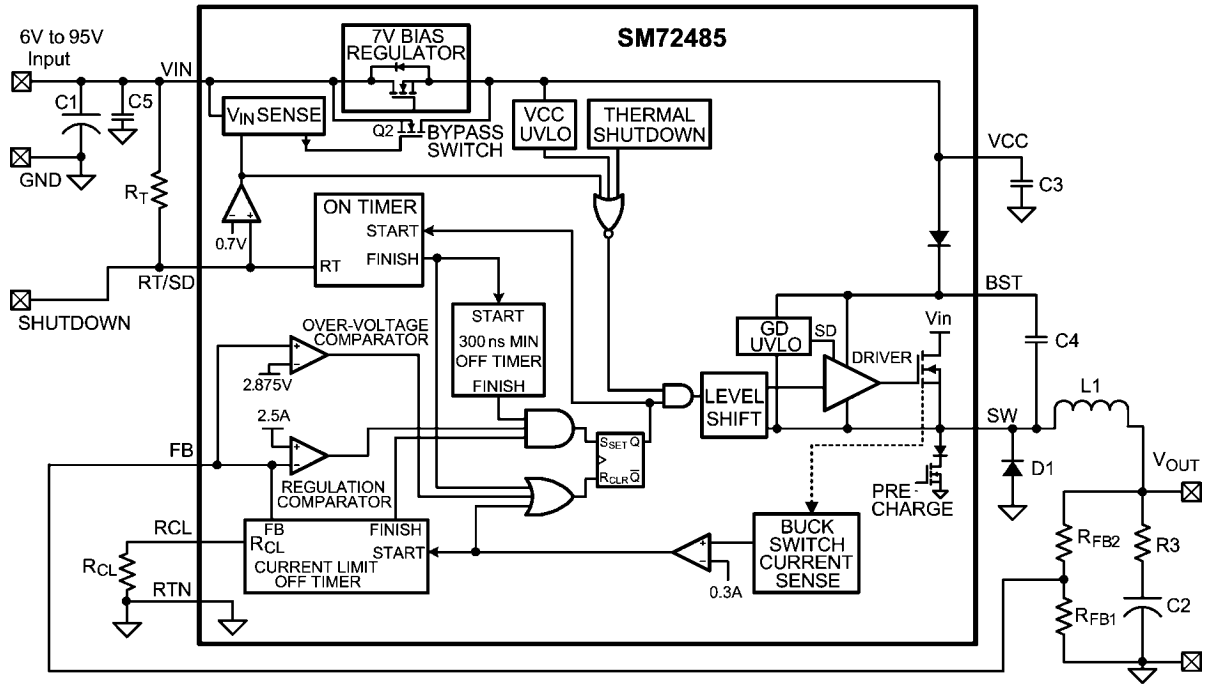 6V to 95V
Input
SM72485
7V BIAS
REGULATOR
VIN
C1
C5
VIN SENSE
Q2
BYPASS
SWITCH
VCC
UVLO
THERMAL
SHUTDOWN
VCC
C3
GND
RT
0.7V
ON TIMER
START
FINISH
RT
RT/SD
SHUTDOWN
START
300 ns MIN
OFF TIMER
FINISH
OVER-VOLTAGE
COMPARATOR
2.875V
2.5A
FB
REGULATION
COMPARATOR
SSET Q
RCLR Q̅
BST
Vin
GD
UVLO
SD
DRIVER
C4
LEVEL
SHIFT
L1
SW
D1
VOUT
PRE -
CHARGE
RCL
FB
FINISH
RCL
START
CURRENT LIMIT
OFF TIMER
RCL
RTN
0.3A
BUCK
SWITCH
CURRENT
SENSE
RFB2
R3
RFB1
C2